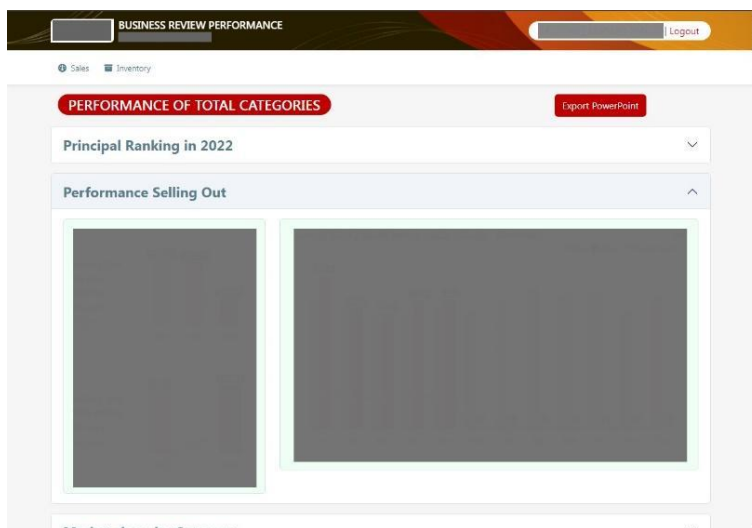 BUSINESS REVIEW PERFORMANCE
| Logout
Sales Inventory
PERFORMANCE OF TOTAL CATEGORIES
Export PowerPoint
Principal Ranking in 2022
Performance Selling Out